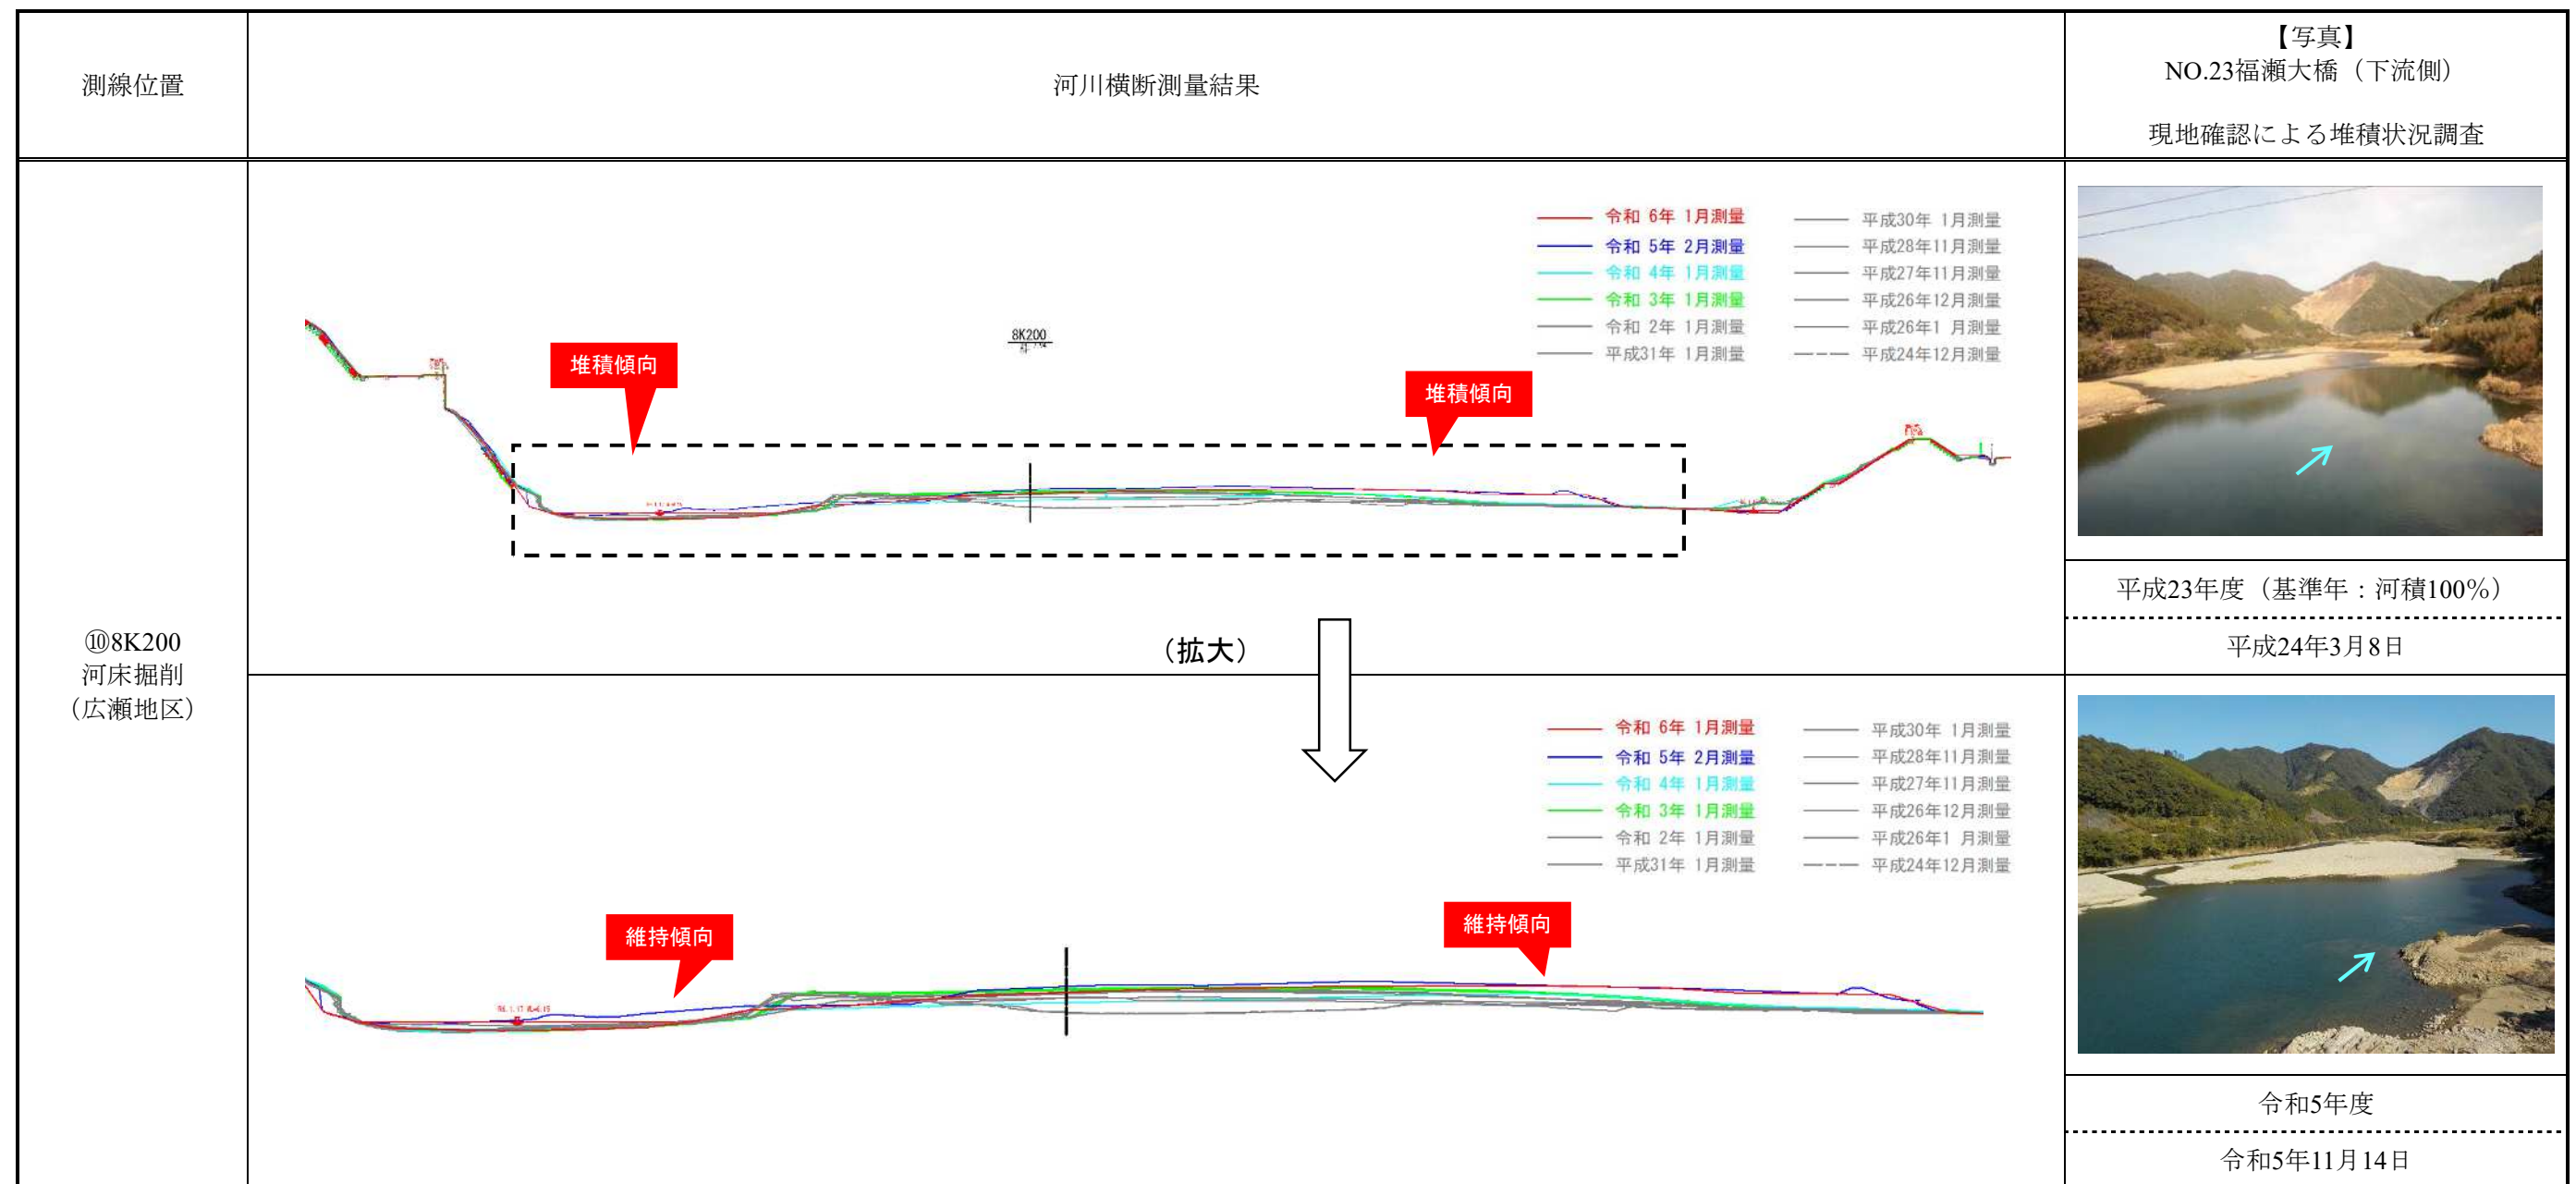 測線位置
河川横断測量結果
【写真】
NO.23福瀬大橋（下流側）
現地確認による堆積状況調査
⑩8K200
河床掘削
（広瀬地区）
令和 6年 1月測量
令和 5年 2月測量
令和 4年 1月測量
令和 3年 1月測量
令和 2年 1月測量
平成31年 1月測量
平成30年 1月測量
平成28年11月測量
平成27年11月測量
平成26年12月測量
平成26年1 月測量
平成24年12月測量
8K200
堆積傾向
堆積傾向
（拡大）
平成23年度（基準年：河積100％）
平成24年3月8日
令和 6年 1月測量
令和 5年 2月測量
令和 4年 1月測量
令和 3年 1月測量
令和 2年 1月測量
平成31年 1月測量
平成30年 1月測量
平成28年11月測量
平成27年11月測量
平成26年12月測量
平成26年1 月測量
平成24年12月測量
維持傾向
維持傾向
令和5年度
令和5年11月14日